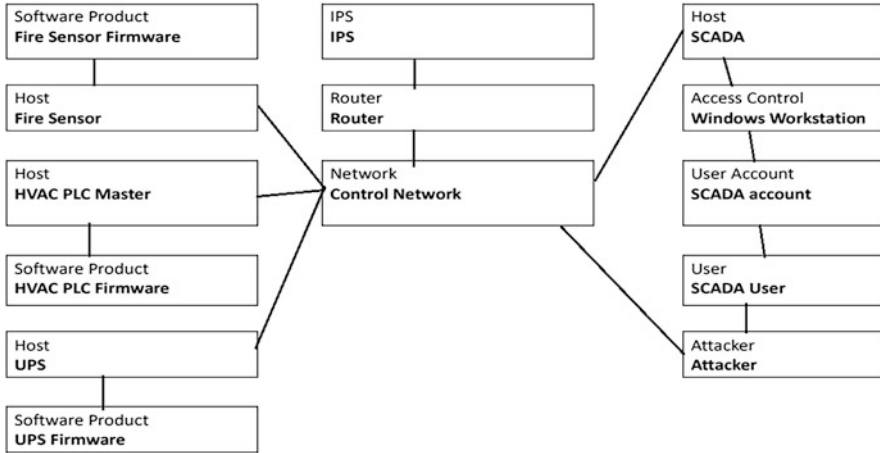 Software Product
Fire Sensor Firmware
Host
Fire Sensor
Host
HVAC PLC Master
Software Product
HVAC PLC Firmware
Host
UPS
Software Product
UPS Firmware
IPS
IPS
Router
Router
Network
Control Network
Host
SCADA
Access Control
Windows Workstation
User Account
SCADA account
User
SCADA User
Attacker
Attacker